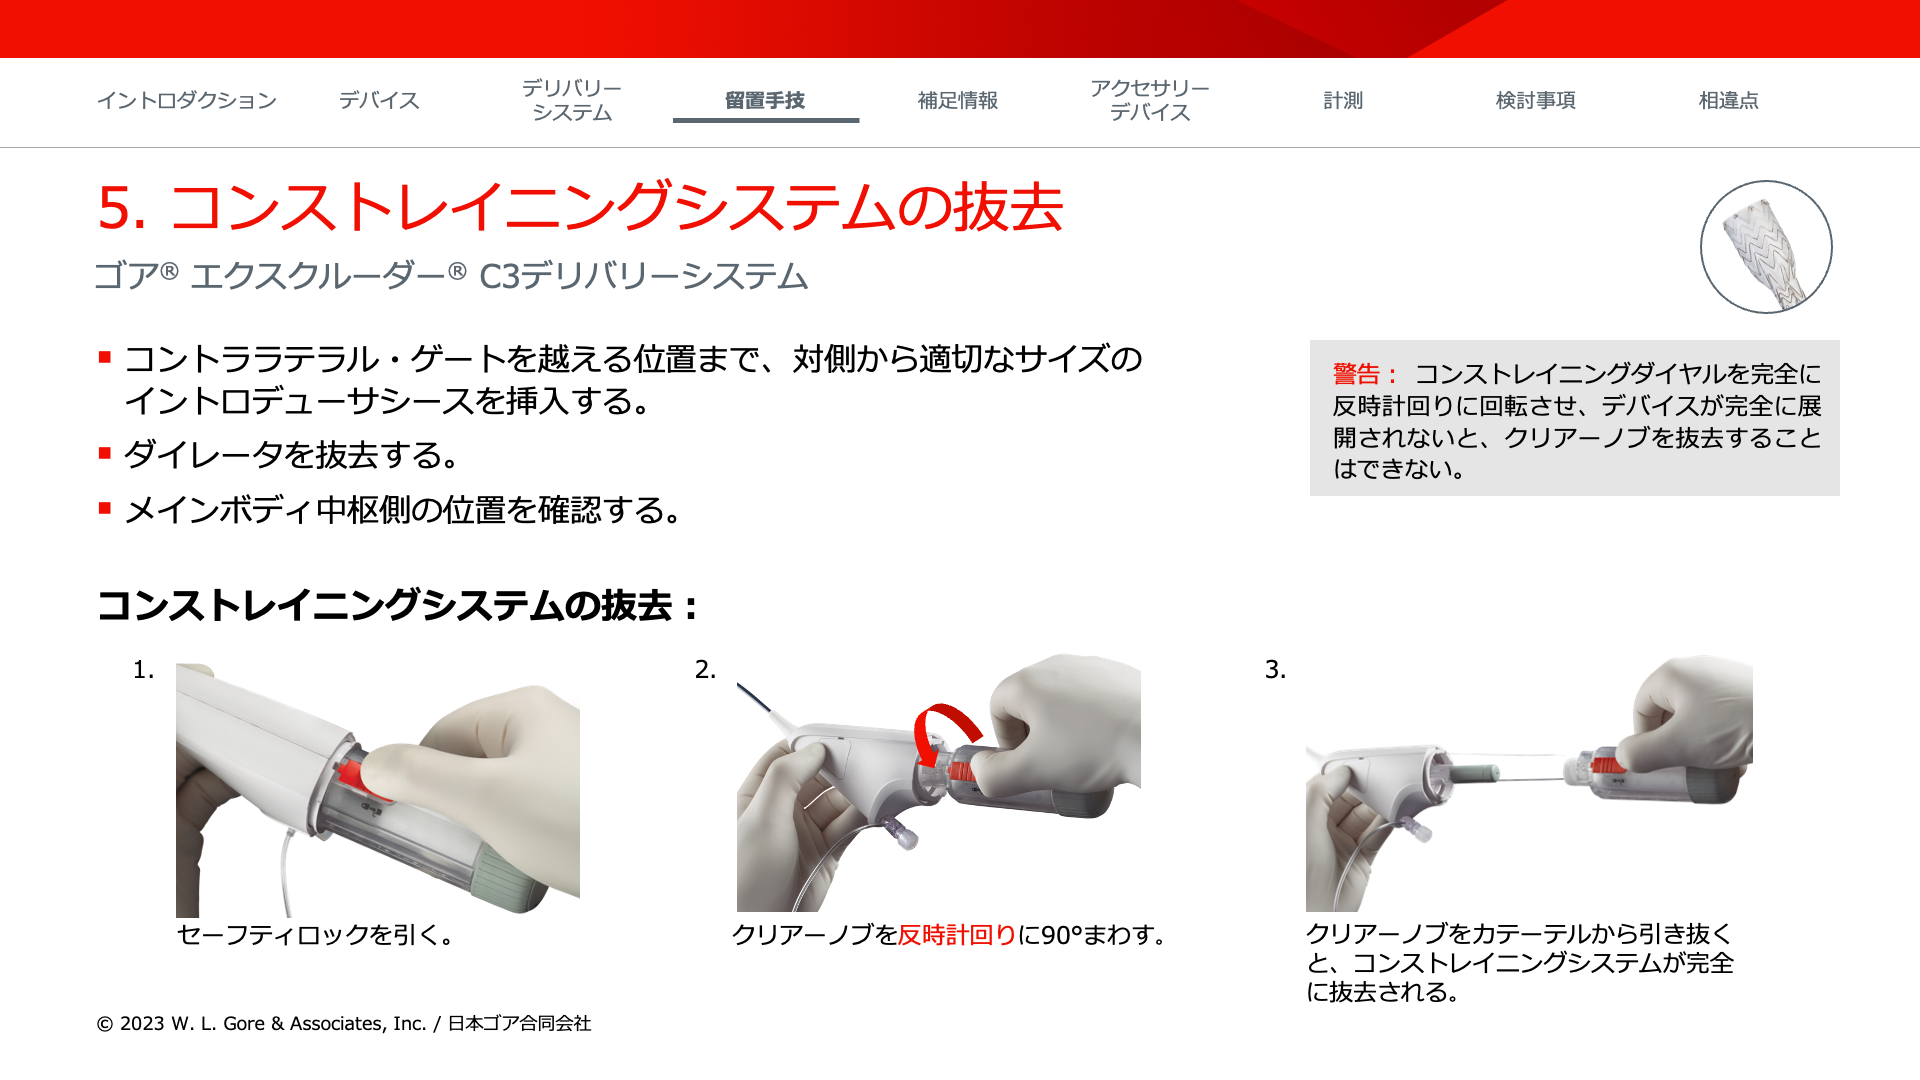 イントロダクション
デバイス
デリバリー
システム
留置手技
補足情報
アクセサリー
デバイス
計測
検討事項
相違点
5. コンストレイニングシステムの抜去
ゴア® エクスクルーダー® C3デリバリーシステム
コントララテラル・ゲートを越える位置まで、対側から適切なサイズの
イントロデューサシースを挿入する。
ダイレータを抜去する。
メインボディ中枢側の位置を確認する。
警告： コンストレイニングダイヤルを完全に
反時計回りに回転させ、デバイスが完全に展
開されないと、クリアーノブを抜去すること
はできない。
コンストレイニングシステムの抜去：
1.
セーフティロックを引く。
2.
クリアーノブを反時計回りに90°まわす。
3.
クリアーノブをカテーテルから引き抜く
と、コンストレイニングシステムが完全
に抜去される。
© 2023 W. L. Gore & Associates, Inc. / 日本ゴア合同会社